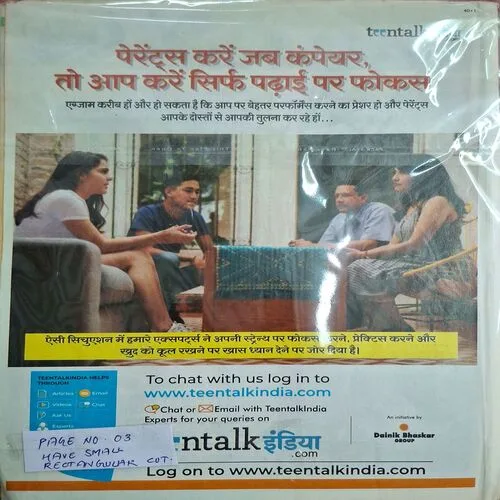 teentalk
पेरेंट्स करें जब कंपेयर,
तो आप करें सिर्फ पढ़ाई पर फोकस
एग्जाम करीब हों और हो सकता है कि आप पर बेहतर परफॉर्मेंस करने का प्रेशर हो और पेरेंट्स
आपके दोस्तों से आपकी तुलना कर रहे हों...
ऐसी सिचुएशन में हमारे एक्सपर्ट्स ने अपनी स्ट्रेन्थ पर फोकस करने, प्रैक्टिस करने और
खुद को कूल रखने पर खास ध्यान देने पर जोर दिया है।
TEENTALKINDIA HELPS
THROUGH
Articles Email
Videos Chat
Ask Us
Experts
To chat with us log in to
www.teentalkindia.com
Chat or Email with TeentalkIndia
Experts for your queries on
An initiative by
Dainik Bhaskar
GROUP
ntalk इंडिया
.com
Log on to www.teentalkindia.com
PAGE NO. 03
HAVE SMALL
RECTANGULAR CUT.